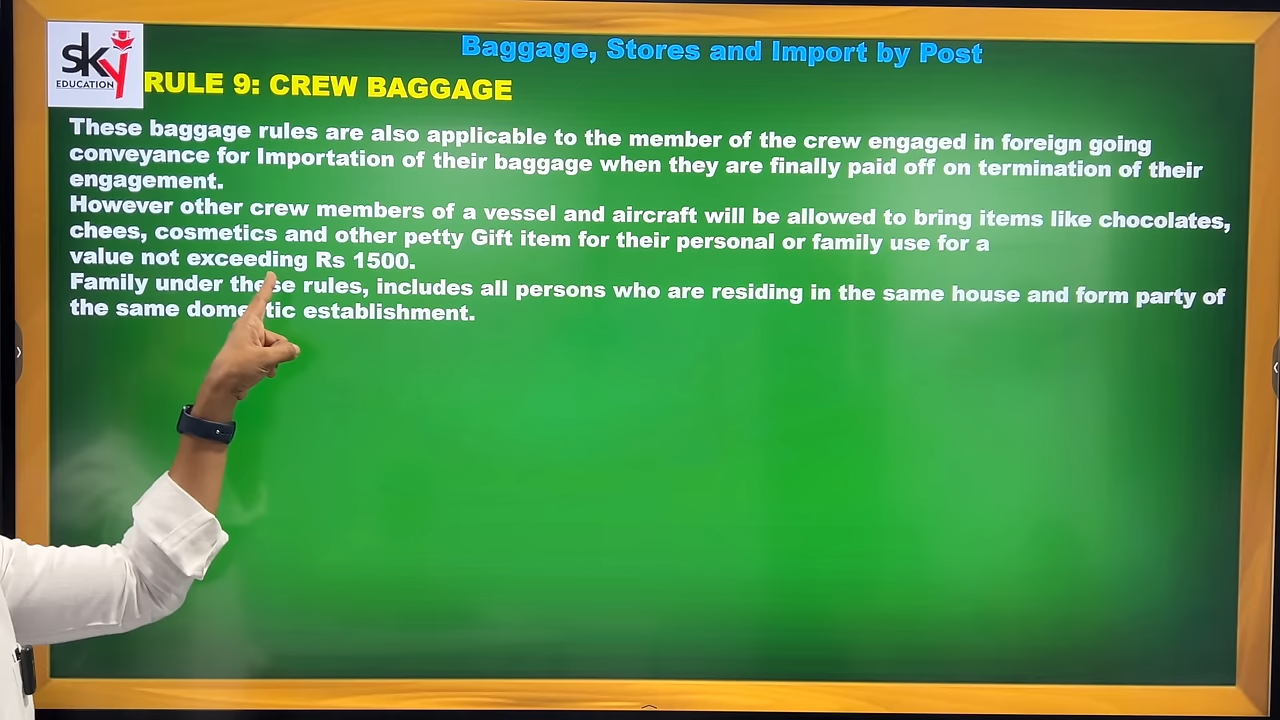 sky
EDUCATION
Baggage, Stores and Import by Post
RULE 9: CREW BAGGAGE
These baggage rules are also applicable to the member of the crew engaged in foreign going
conveyance for Importation of their baggage when they are finally paid off on termination of their
engagement.
However other crew members of a vessel and aircraft will be allowed to bring items like chocolates,
chees, cosmetics and other petty Gift item for their personal or family use for a
value not exceeding Rs 1500.
Family under these rules, includes all persons who are residing in the same house and form party of
the same domestic establishment.